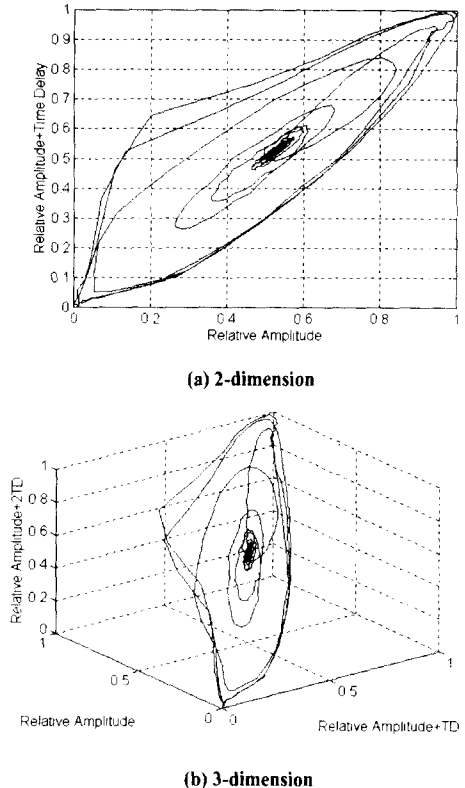 1
0 9
0 8
0 7
0 6
0.5
0 4
0.3
0 2
0 1
0
Relative Amplitude+Time Delay
0 0 2 0 4 0 6 0 8 1
Relative Amplitude
(a) 2-dimension
1
0.8
0.6
0.4
0.2
0
Relative Amplitude+2TD
1
0 5
0
Relative Amplitude
0
0.5
1
Relative Amplitude+TD
(b) 3-dimension